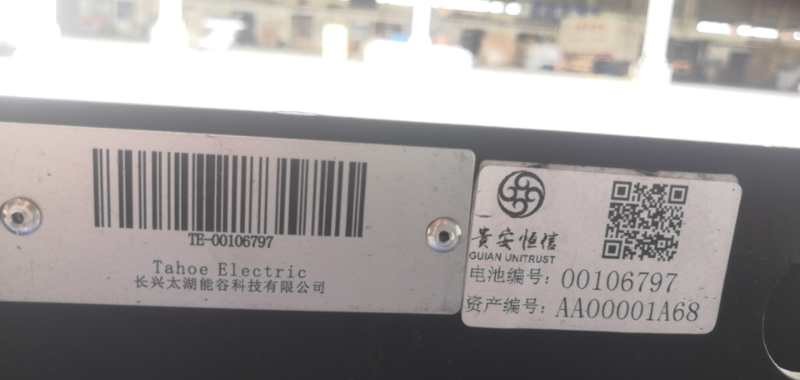 TE-00106797
Tahoe Electric
长兴太湖能谷科技有限公司
贵安恒信
GUIAN UNITRUST
电池编号: 00106797
资产编号: AA00001A68